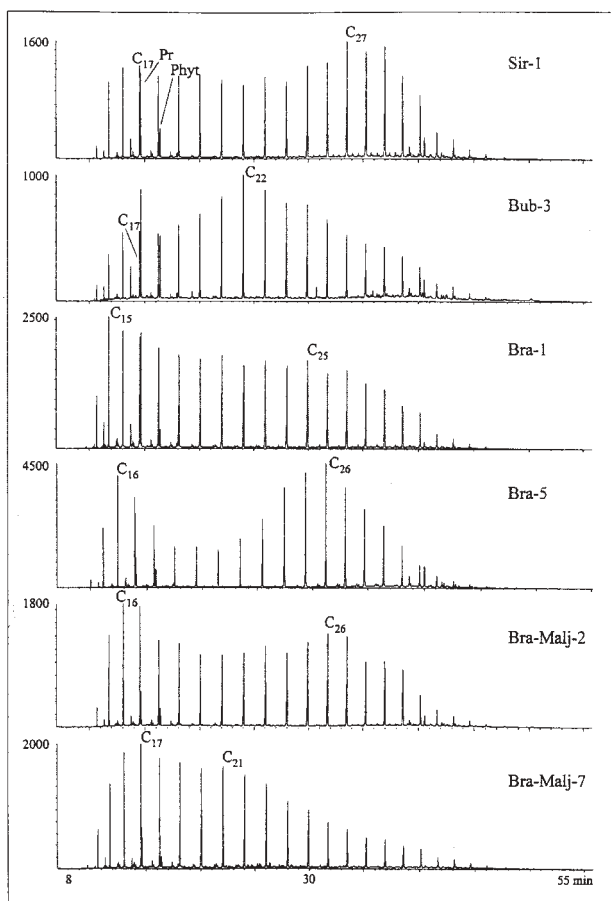 1600
C17
Pr
Phyt
C27
Sir-1
1000
C17
C22
Bub-3
2500
C15
C25
Bra-1
4500
C16
C26
Bra-5
1800
C16
C26
Bra-Malj-2
2000
C17
C21
Bra-Malj-7
8 30 55 min